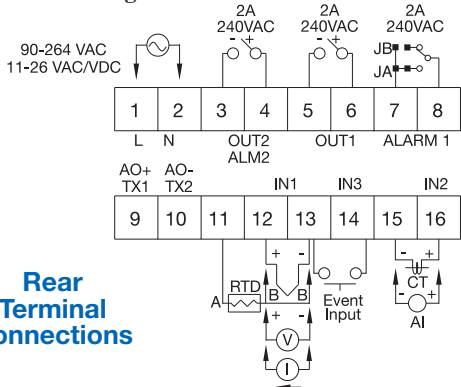 2A 2A 2A
240VAC 240VAC 240VAC
90-264 VAC
11-26 VAC/VDC
- + - + JB
JA
1 2 3 4 5 6 7 8
L N OUT2 OUT1 ALARM 1
ALM2
AO+ AO-
TX1 TX2 IN1 IN3 IN2
9 10 11 12 13 14 15 16
+ - - +
RTD CT
A B B Event - +
Input
+ - AI
V
I
Rear
Terminal
onnections